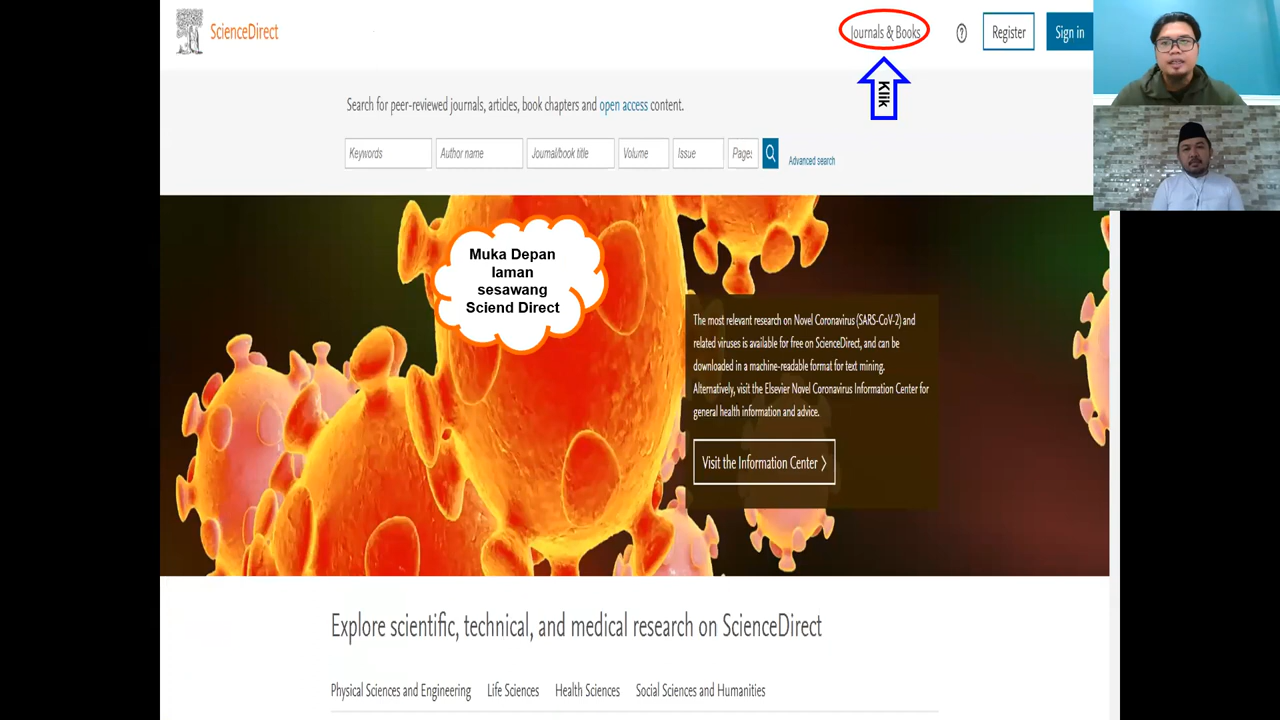 ScienceDirect
Journals & Books
Register
Sign in
Klik
Search for peer-reviewed journals, articles, book chapters and open access content.
Keywords
Author name
Journal/book title
Volume
Issue
Page:
Advanced search
Muka Depan
laman
sesawang
Sciend Direct
The most relevant research on Novel Coronavirus (SARS-CoV-2) and
related viruses is available for free on ScienceDirect, and can be
downloaded in a machine-readable format for text mining.
Alternatively, visit the Elsevier Novel Coronavirus Information Center for
general health information and advice.
Visit the Information Center >
Explore scientific, technical, and medical research on ScienceDirect
Physical Sciences and Engineering
Life Sciences
Health Sciences
Social Sciences and Humanities